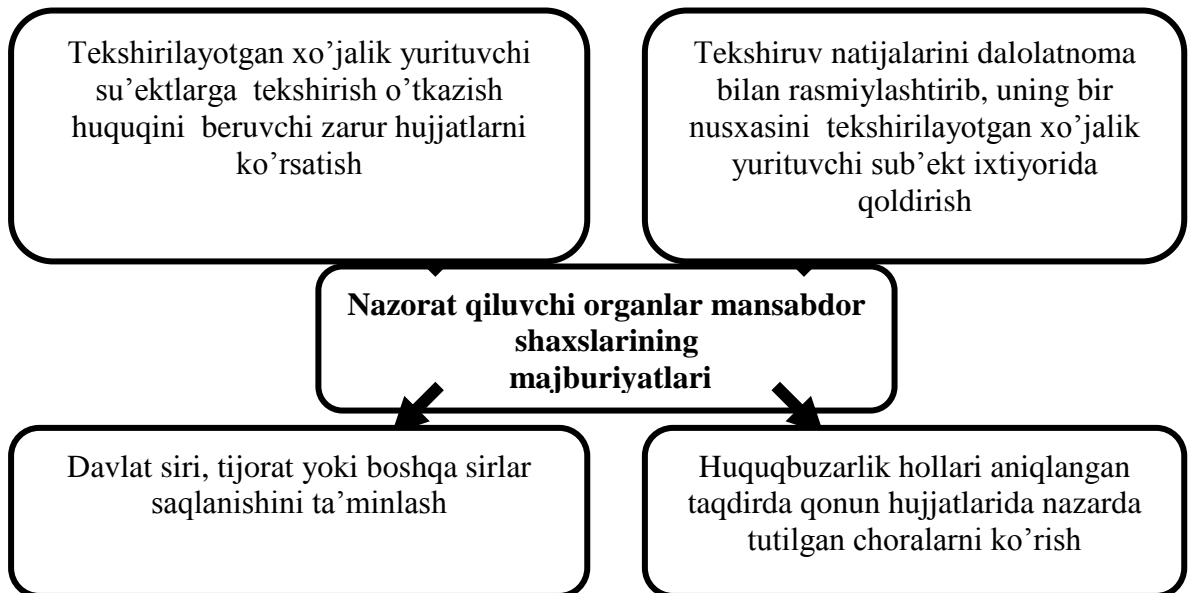 Tekshirilayotgan xo’jalik yurituvchi
su’ektlarga tekshirish o’tkazish
huquqini beruvchi zarur hujjatlarni
ko’rsatish
Tekshiruv natijalarini dalolatnoma
bilan rasmiylashtirib, uning bir
nusxasini tekshirilayotgan xo’jalik
yurituvchi sub’ekt ixtiyorida
qoldirish
Nazorat qiluvchi organlar mansabdor
shaxslarining
majburiyatlari
Davlat siri, tijorat yoki boshqa sirlar
saqlanishini ta’minlash
Huquqbuzarlik hollari aniqlangan
taqdirda qonun hujjatlarida nazarda
tutilgan choralarni ko’rish